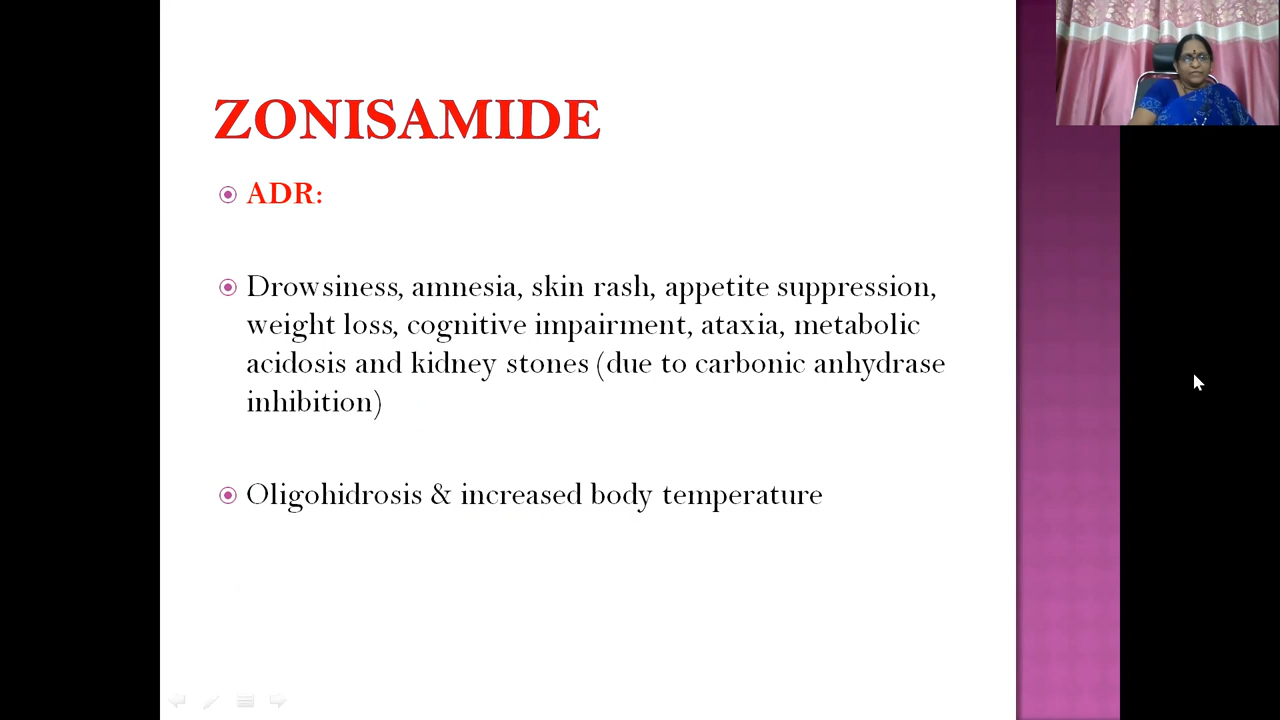 ZONISAMIDE
ADR:
Drowsiness, amnesia, skin rash, appetite suppression,
weight loss, cognitive impairment, ataxia, metabolic
acidosis and kidney stones (due to carbonic anhydrase
inhibition)
Oligohidrosis & increased body temperature